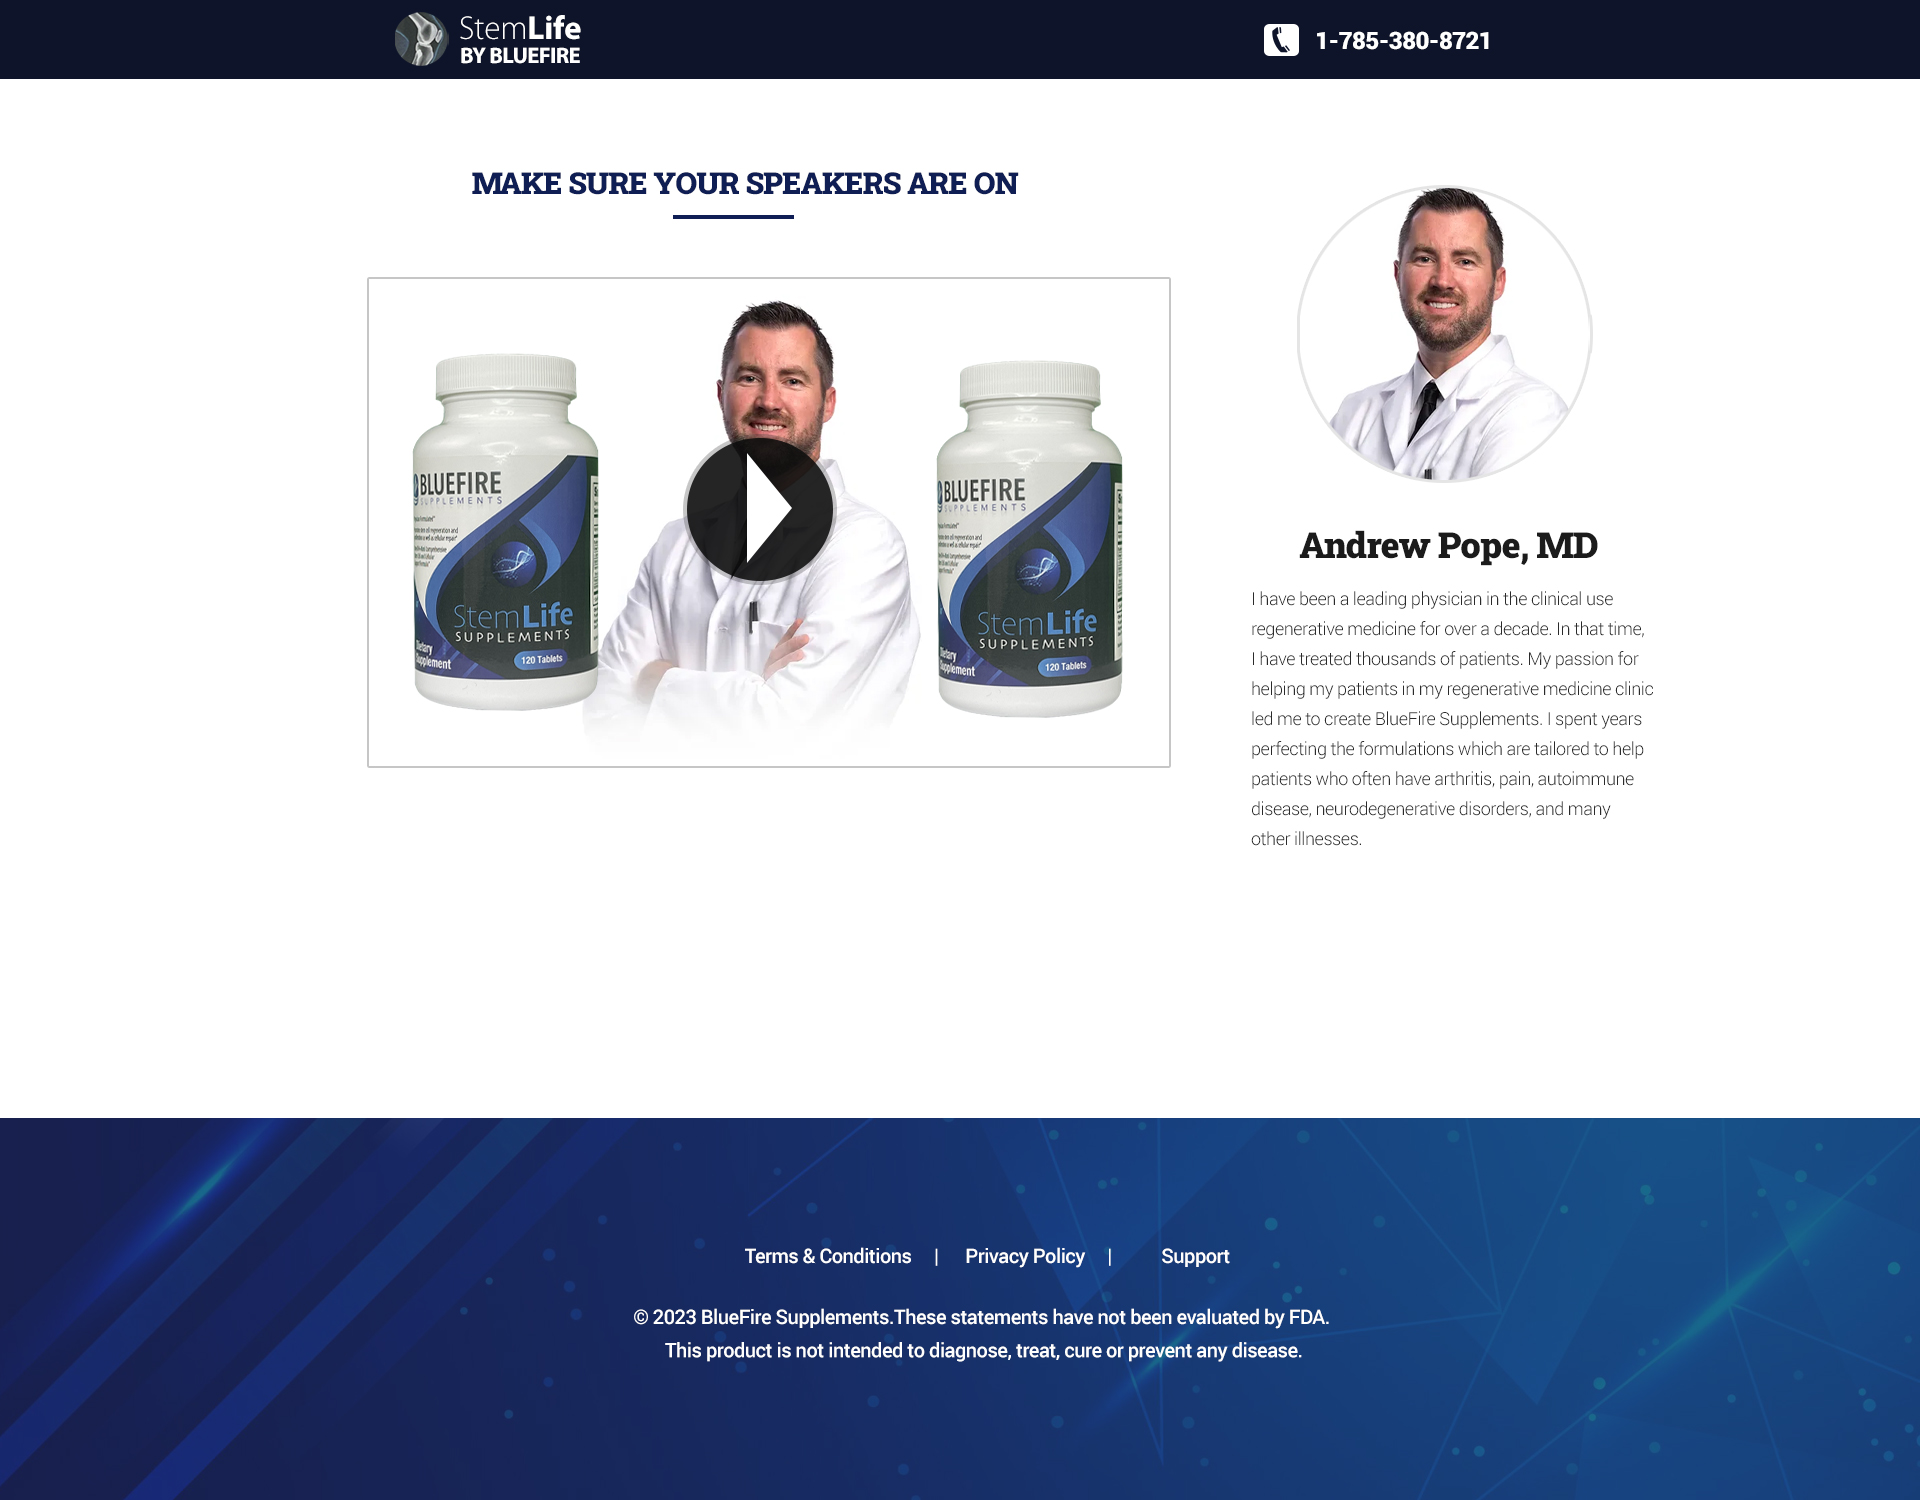 StemLife
BY BLUEFIRE
1-785-380-8721
MAKE SURE YOUR SPEAKERS ARE ON
BLUEFIRE
SUPPLEMENTS
StemLife
SUPPLEMENTS
Dietary
Supplement
120 Tablets
BLUEFIRE
SUPPLEMENTS
StemLife
SUPPLEMENTS
Dietary
Supplement
120 Tablets
Andrew Pope, MD
I have been a leading physician in the clinical use
regenerative medicine for over a decade. In that time,
I have treated thousands of patients. My passion for
helping my patients in my regenerative medicine clinic
led me to create BlueFire Supplements. I spent years
perfecting the formulations which are tailored to help
patients who often have arthritis, pain, autoimmune
disease, neurodegenerative disorders, and many
other illnesses.
Terms & Conditions | Privacy Policy | Support
© 2023 BlueFire Supplements.These statements have not been evaluated by FDA.
This product is not intended to diagnose, treat, cure or prevent any disease.